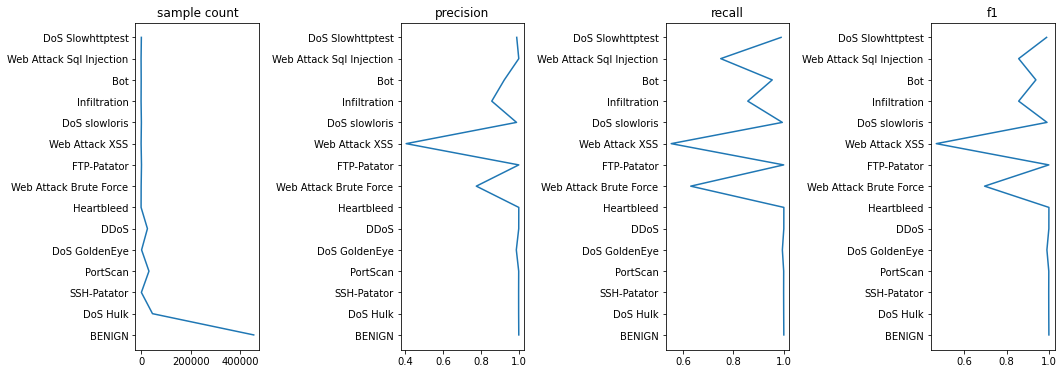 sample count
DoS Slowhttptest
Web Attack Sql Injection
Bot
Infiltration
DoS slowloris
Web Attack XSS
FTP-Patator
Web Attack Brute Force
Heartbleed
DDoS
DoS GoldenEye
PortScan
SSH-Patator
DoS Hulk
BENIGN
0 200000 400000
precision
DoS Slowhttptest
Web Attack Sql Injection
Bot
Infiltration
DoS slowloris
Web Attack XSS
FTP-Patator
Web Attack Brute Force
Heartbleed
DDoS
DoS GoldenEye
PortScan
SSH-Patator
DoS Hulk
BENIGN
0.4 0.6 0.8 1.0
recall
DoS Slowhttptest
Web Attack Sql Injection
Bot
Infiltration
DoS slowloris
Web Attack XSS
FTP-Patator
Web Attack Brute Force
Heartbleed
DDoS
DoS GoldenEye
PortScan
SSH-Patator
DoS Hulk
BENIGN
0.6 0.8 1.0
f1
DoS Slowhttptest
Web Attack Sql Injection
Bot
Infiltration
DoS slowloris
Web Attack XSS
FTP-Patator
Web Attack Brute Force
Heartbleed
DDoS
DoS GoldenEye
PortScan
SSH-Patator
DoS Hulk
BENIGN
0.6 0.8 1.0